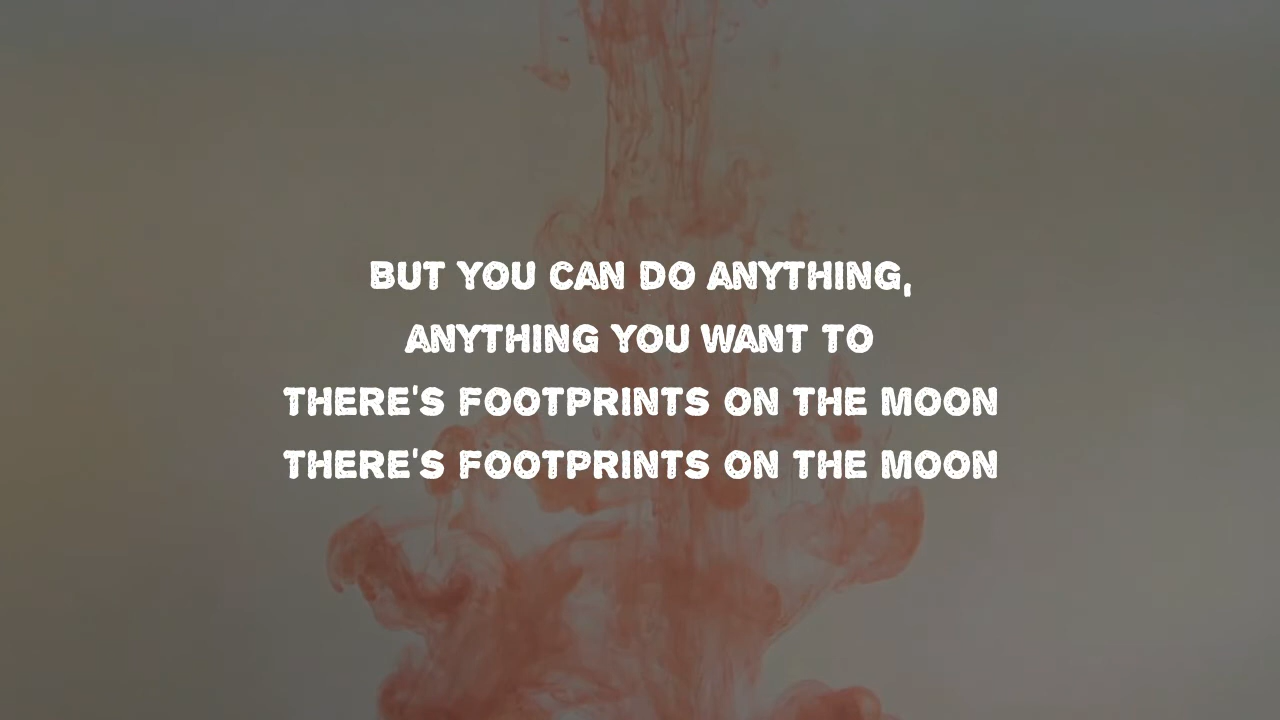 BUT YOU CAN DO ANYTHING,
ANYTHING YOU WANT TO
THERE'S FOOTPRINTS ON THE MOON
THERE'S FOOTPRINTS ON THE MOON